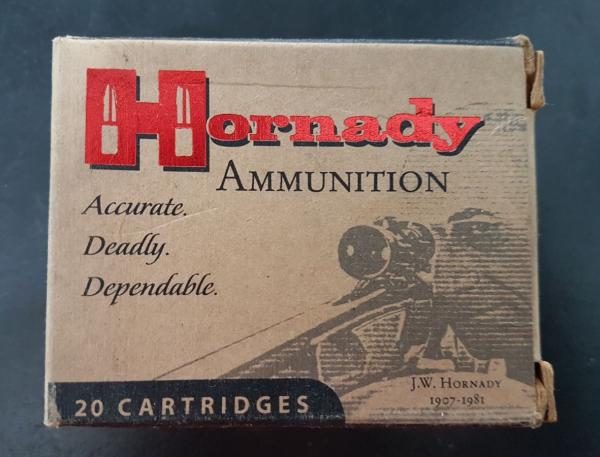 Hornady
AMMUNITION
Accurate.
Deadly.
Dependable.
J.W. HORNADY
1907-1981
20 CARTRIDGES